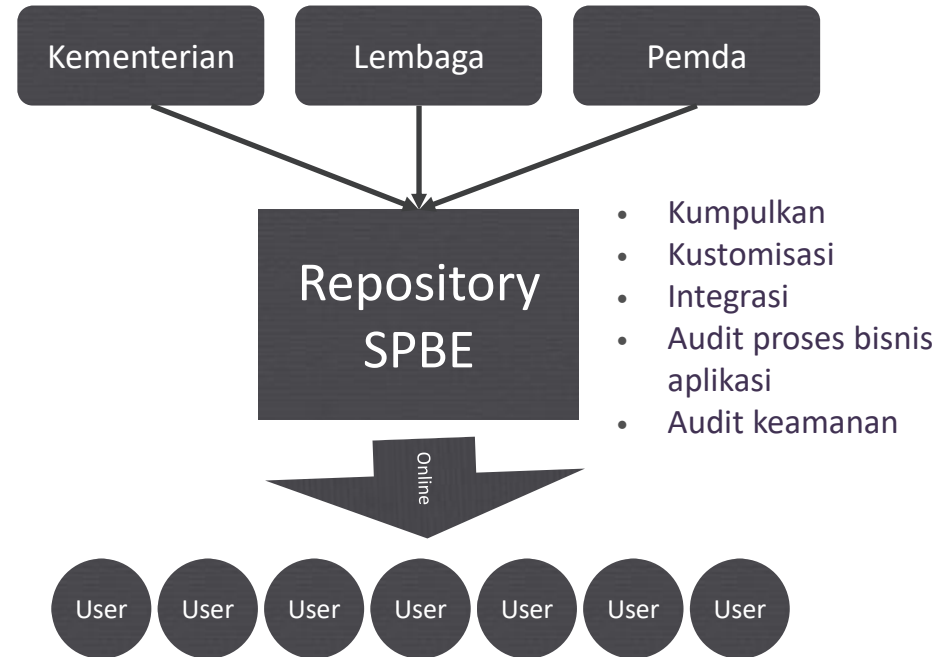 Kementerian
Lembaga
Pemda
Repository
SPBE
• Kumpulkan
• Kustomisasi
• Integrasi
• Audit proses bisnis
aplikasi
• Audit keamanan
Online
User
User
User
User
User
User
User